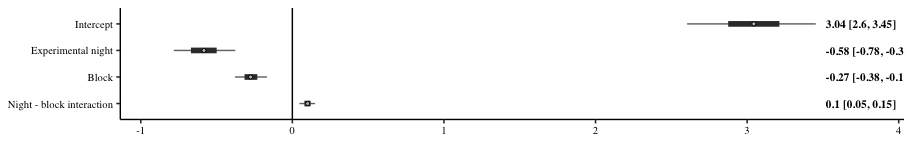 Intercept 3.04 [2.6, 3.45]
Experimental night -0.58 [-0.78, -0.3
Block -0.27 [-0.38, -0.1
Night - block interaction 0.1 [0.05, 0.15]
-1 0 1 2 3 4